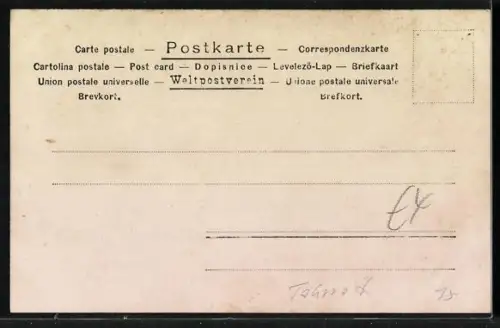 Carte postale — Postkarte — Correspondenzkarte
Cartolina postale — Post card — Dopisnice — Levelező-Lap — Briefkaart
Union postale universelle — Weltpostverein — Unione postale universale
Brevkort. Brefkort.